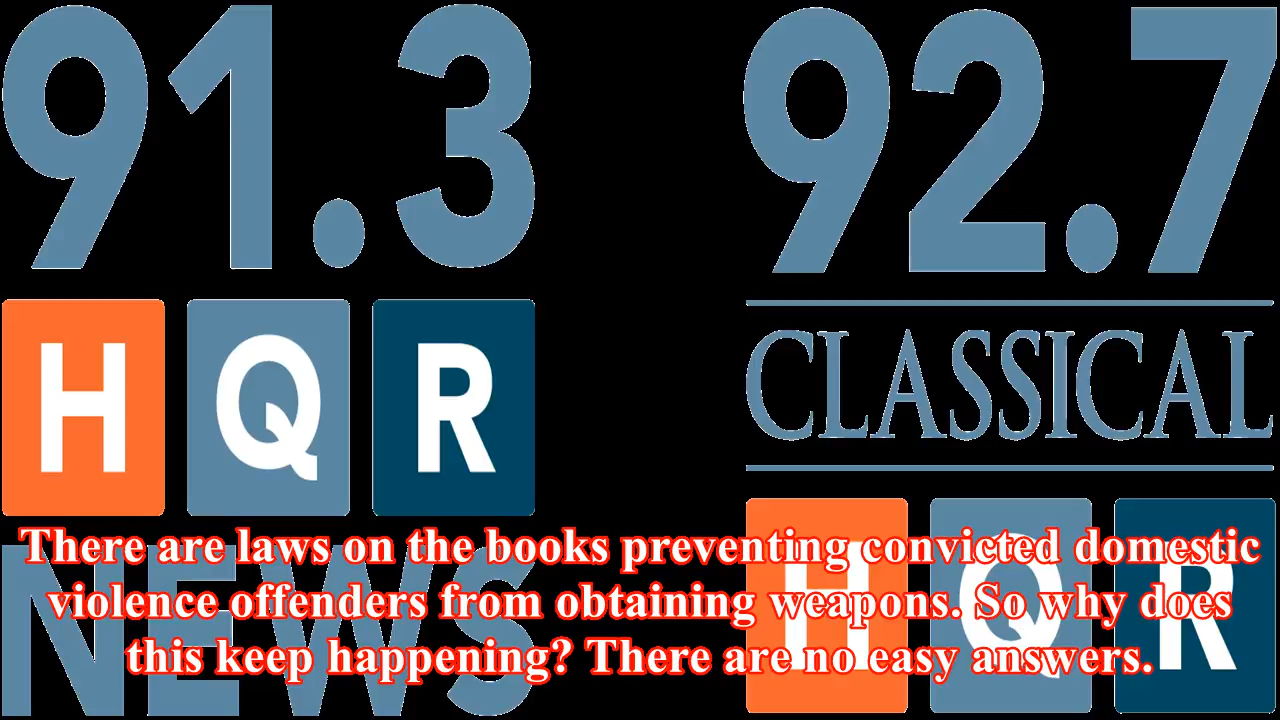 91.3
HQR
NEWS
92.7
CLASSICAL
HQR
There are laws on the books preventing convicted domestic
violence offenders from obtaining weapons. So why does
this keep happening? There are no easy answers.